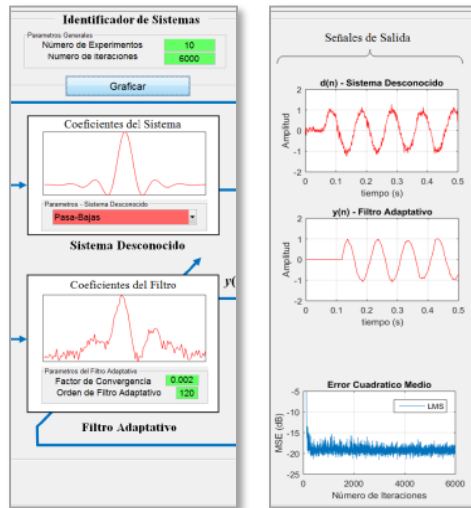 Identificador de Sistemas
Parametros Generales
Número de Experimentos 10
Número de Iteraciones 6000
Graficar
Coeficientes del Sistema
Parametros - Sistema Desconocido
Pasa-Bajas
Sistema Desconocido
y(
Coeficientes del Filtro
Parametros del Filtro Adaptativo
Factor de Convergencia 0.002
Orden de Filtro Adaptativo 120
Filtro Adaptativo
Señales de Salida
d(n) - Sistema Desconocido
Amplitud
2
1
0
-1
-2
0 0.1 0.2 0.3 0.4 0.5
tiempo (s)
y(n) - Filtro Adaptativo
Amplitud
2
1
0
-1
-2
0 0.1 0.2 0.3 0.4 0.5
tiempo (s)
Error Cuadratico Medio
MSE (dB)
-5
-10
-15
-20
-25
LMS
0 2000 4000 6000
Número de Iteraciones